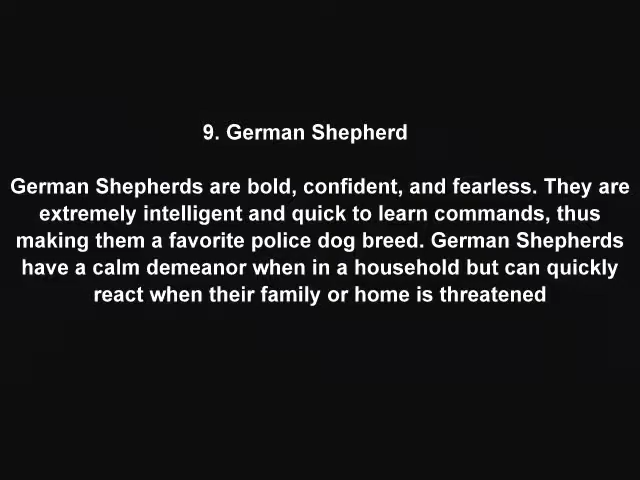 9. German Shepherd
German Shepherds are bold, confident, and fearless. They are
extremely intelligent and quick to learn commands, thus
making them a favorite police dog breed. German Shepherds
have a calm demeanor when in a household but can quickly
react when their family or home is threatened